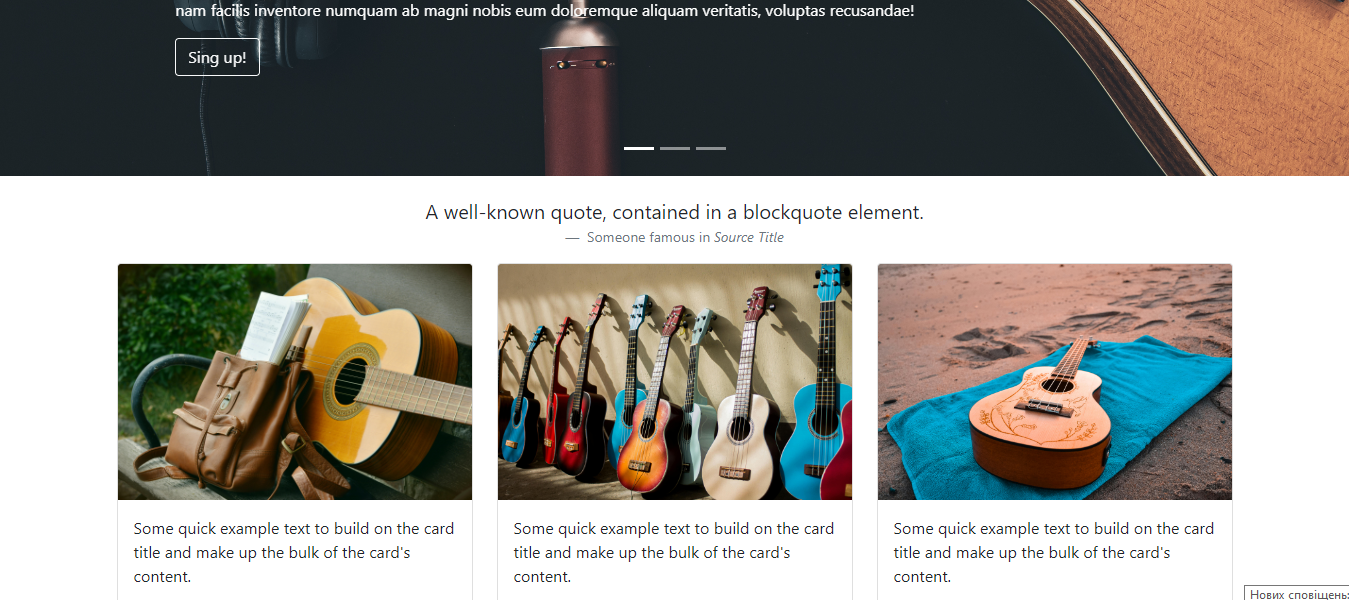 nam facilis inventore numquam ab magni nobis eum doloremque aliquam veritatis, voluptas recusandae!
Sing up!
A well-known quote, contained in a blockquote element.
— Someone famous in Source Title
Some quick example text to build on the card
title and make up the bulk of the card's
content.
Some quick example text to build on the card
title and make up the bulk of the card's
content.
Some quick example text to build on the card
title and make up the bulk of the card's
content.
Нових сповіщень: